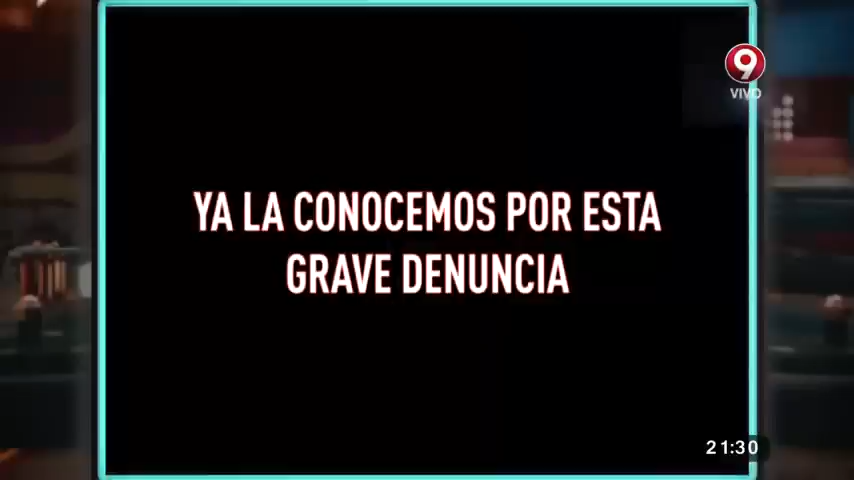 9
VIVO
YA LA CONOCEMOS POR ESTA
GRAVE DENUNCIA
21:30